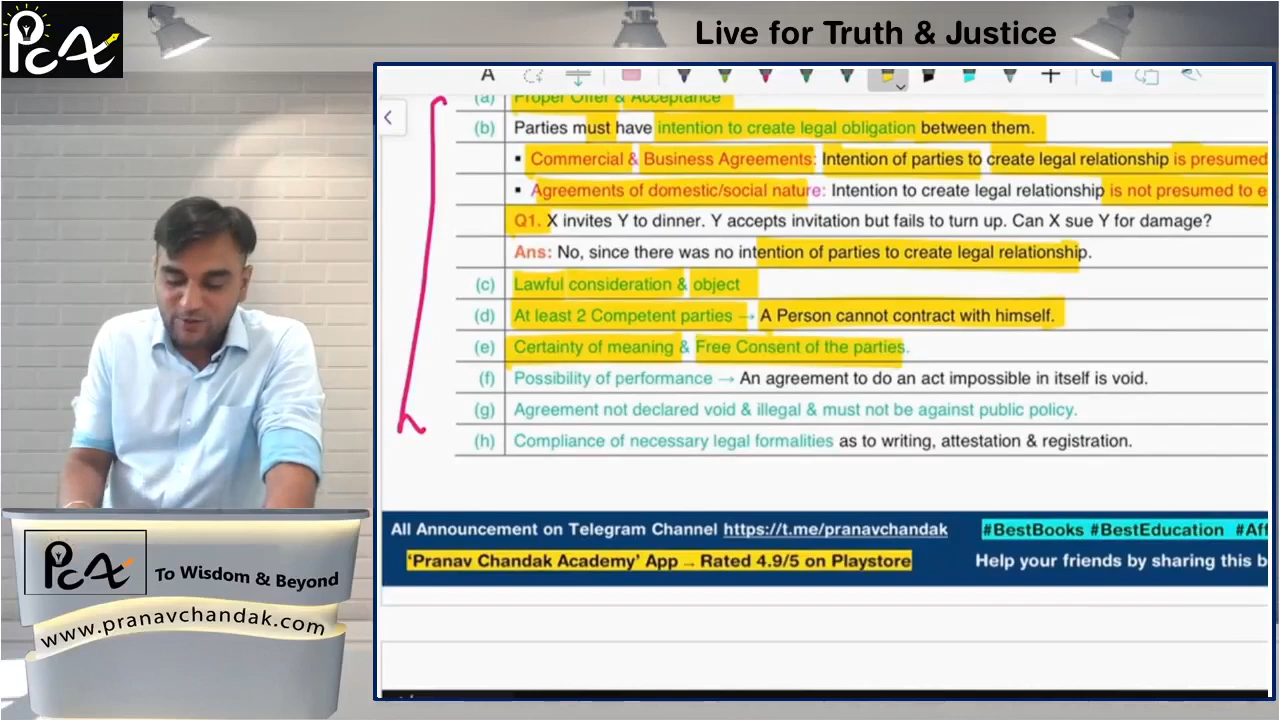 PCA
Live for Truth & Justice
A
(a) Proper Offer & Acceptance
(b) Parties must have intention to create legal obligation between them.
▪ Commercial & Business Agreements: Intention of parties to create legal relationship is presumed
▪ Agreements of domestic/social nature: Intention to create legal relationship is not presumed to e
Q1. X invites Y to dinner. Y accepts invitation but fails to turn up. Can X sue Y for damage?
Ans: No, since there was no intention of parties to create legal relationship.
(c) Lawful consideration & object
(d) At least 2 Competent parties → A Person cannot contract with himself.
(e) Certainty of meaning & Free Consent of the parties.
(f) Possibility of performance → An agreement to do an act impossible in itself is void.
(g) Agreement not declared void & illegal & must not be against public policy.
(h) Compliance of necessary legal formalities as to writing, attestation & registration.
All Announcement on Telegram Channel https://t.me/pranavchandak #BestBooks #BestEducation #Aff
'Pranav Chandak Academy' App → Rated 4.9/5 on Playstore Help your friends by sharing this b
PCA To Wisdom & Beyond
www.pranavchandak.com